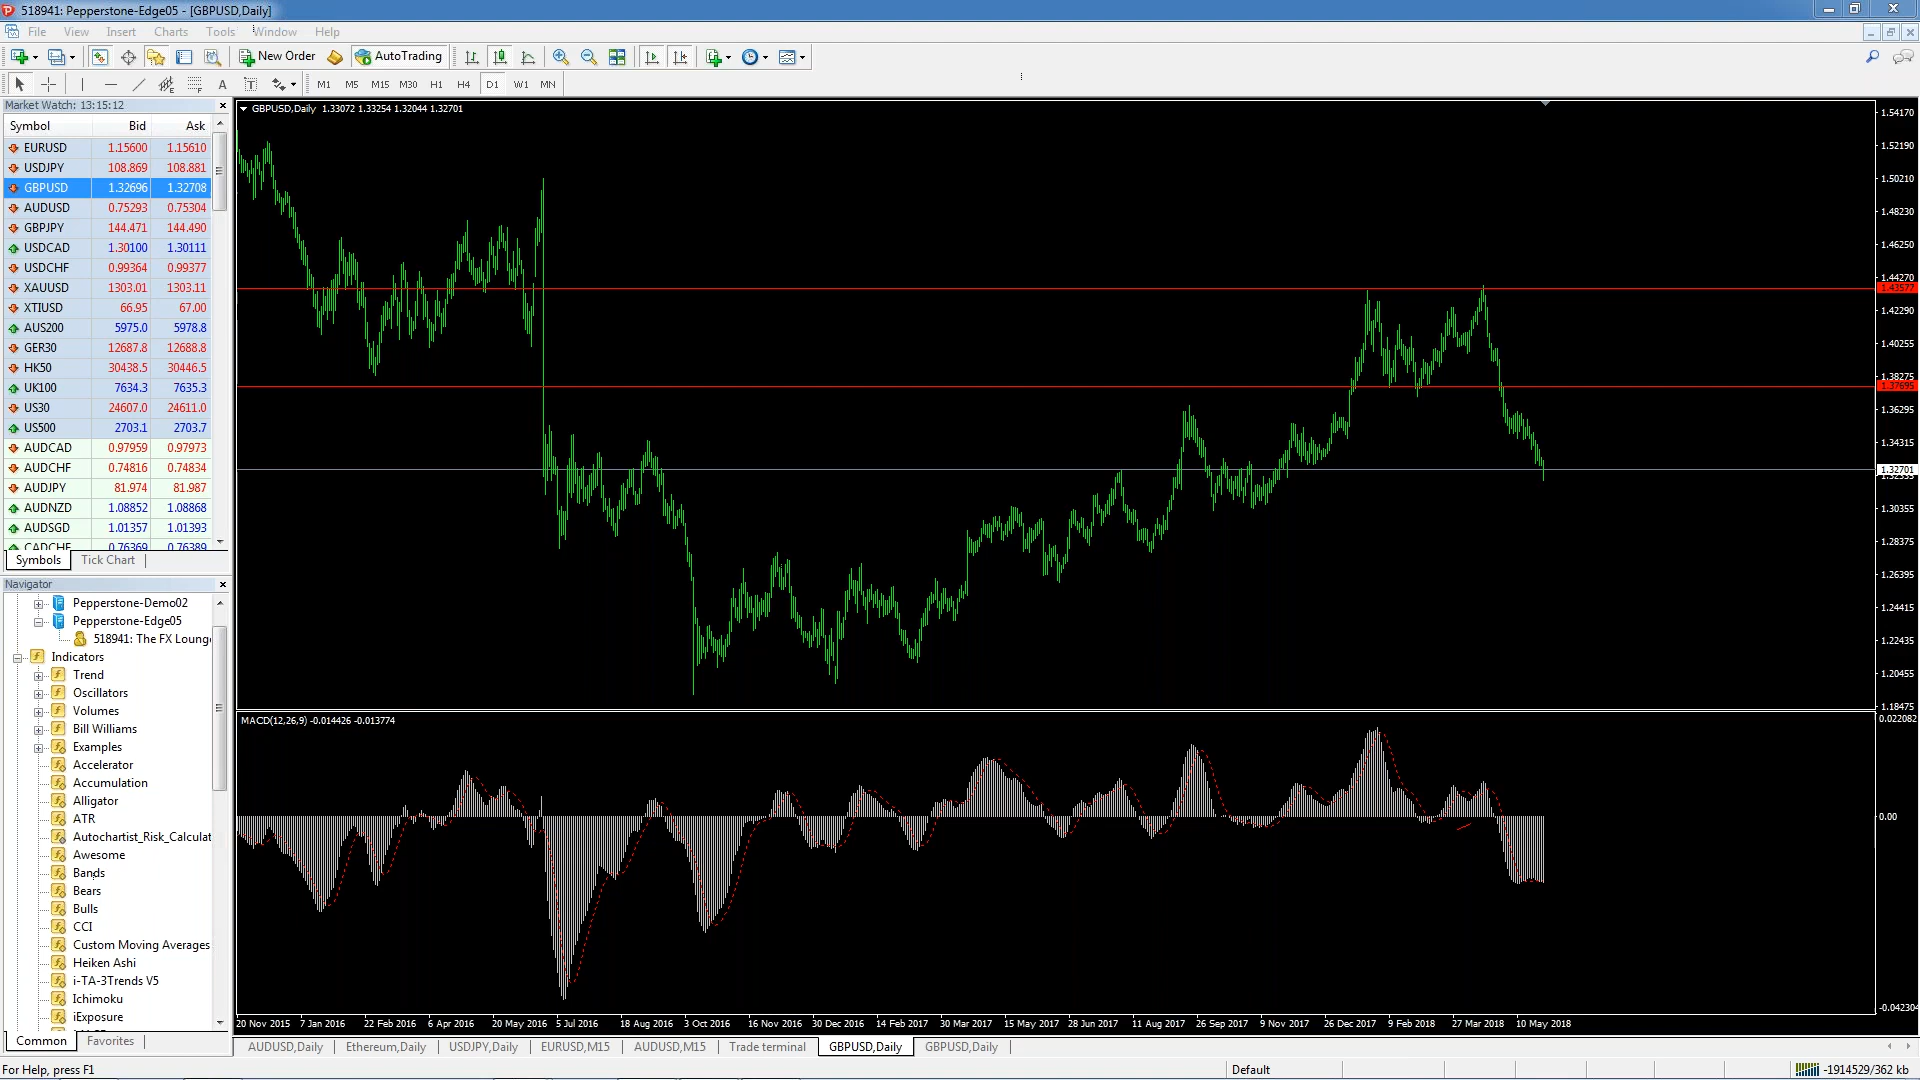 518941: Pepperstone-Edge05 - [GBPUSD,Daily]
File View Insert Charts Tools Window Help
New Order AutoTrading
A T M1 M5 M15 M30 H1 H4 D1 W1 MN
Market Watch: 13:15:12
Symbol Bid Ask
EURUSD 1.15600 1.15610
USDJPY 108.869 108.881
GBPUSD 1.32696 1.32708
AUDUSD 0.75293 0.75304
GBPJPY 144.471 144.490
USDCAD 1.30100 1.30111
USDCHF 0.99364 0.99377
XAUUSD 1303.01 1303.11
XTIUSD 66.95 67.00
AUS200 5975.0 5978.8
GER30 12687.8 12688.8
HK50 30438.5 30446.5
UK100 7634.3 7635.3
US30 24607.0 24611.0
US500 2703.1 2703.7
AUDCAD 0.97959 0.97973
AUDCHF 0.74816 0.74834
AUDJPY 81.974 81.987
AUDNZD 1.08852 1.08868
AUDSGD 1.01357 1.01393
CADCHF 0.76369 0.76389
Symbols Tick Chart
Navigator
Pepperstone-Demo02
Pepperstone-Edge05
518941: The FX Loung
Indicators
Trend
Oscillators
Volumes
Bill Williams
Examples
Accelerator
Accumulation
Alligator
ATR
Autochartist_Risk_Calculat
Awesome
Bands
Bears
Bulls
CCI
Custom Moving Averages
Heiken Ashi
i-TA-3Trends V5
Ichimoku
iExposure
Common Favorites
GBPUSD,Daily 1.33072 1.33254 1.32044 1.32701
1.54170
1.52190
1.50210
1.48230
1.46250
1.44270
1.43577
1.42290
1.40255
1.38275
1.37695
1.36295
1.34315
1.32701
1.30355
1.28375
1.26395
1.24415
1.22435
1.20455
1.18475
MACD(12,26,9) -0.014426 -0.013774
0.022082
0.00
-0.042304
20 Nov 2015 7 Jan 2016 22 Feb 2016 6 Apr 2016 20 May 2016 5 Jul 2016 18 Aug 2016 3 Oct 2016 16 Nov 2016 30 Dec 2016 14 Feb 2017 30 Mar 2017 15 May 2017 28 Jun 2017 11 Aug 2017 26 Sep 2017 9 Nov 2017 26 Dec 2017 9 Feb 2018 27 Mar 2018 10 May 2018
AUDUSD,Daily Ethereum,Daily USDJPY,Daily EURUSD,M15 AUDUSD,M15 Trade terminal GBPUSD,Daily GBPUSD,Daily
For Help, press F1 Default -1914529/362 kb